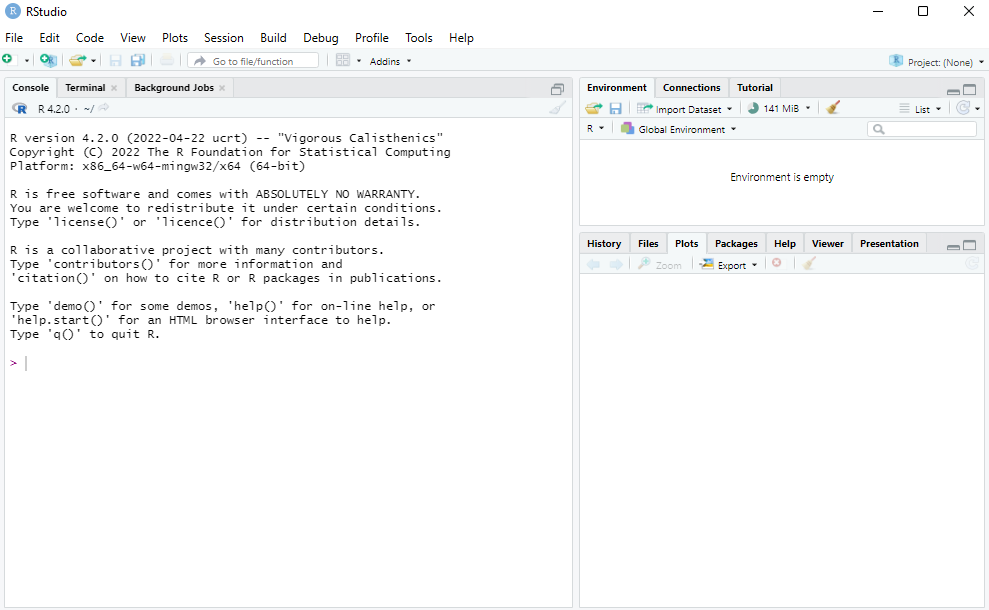 RStudio
File Edit Code View Plots Session Build Debug Profile Tools Help
Go to file/function Addins Project: (None)
Console Terminal Background Jobs
R 4.2.0 · ~/
R version 4.2.0 (2022-04-22 ucrt) -- "Vigorous Calisthenics"
Copyright (C) 2022 The R Foundation for Statistical Computing
Platform: x86_64-w64-mingw32/x64 (64-bit)
R is free software and comes with ABSOLUTELY NO WARRANTY.
You are welcome to redistribute it under certain conditions.
Type 'license()' or 'licence()' for distribution details.
R is a collaborative project with many contributors.
Type 'contributors()' for more information and
'citation()' on how to cite R or R packages in publications.
Type 'demo()' for some demos, 'help()' for on-line help, or
'help.start()' for an HTML browser interface to help.
Type 'q()' to quit R.
>
Environment Connections Tutorial
Import Dataset 141 MiB List
R Global Environment
Environment is empty
History Files Plots Packages Help Viewer Presentation
Zoom Export